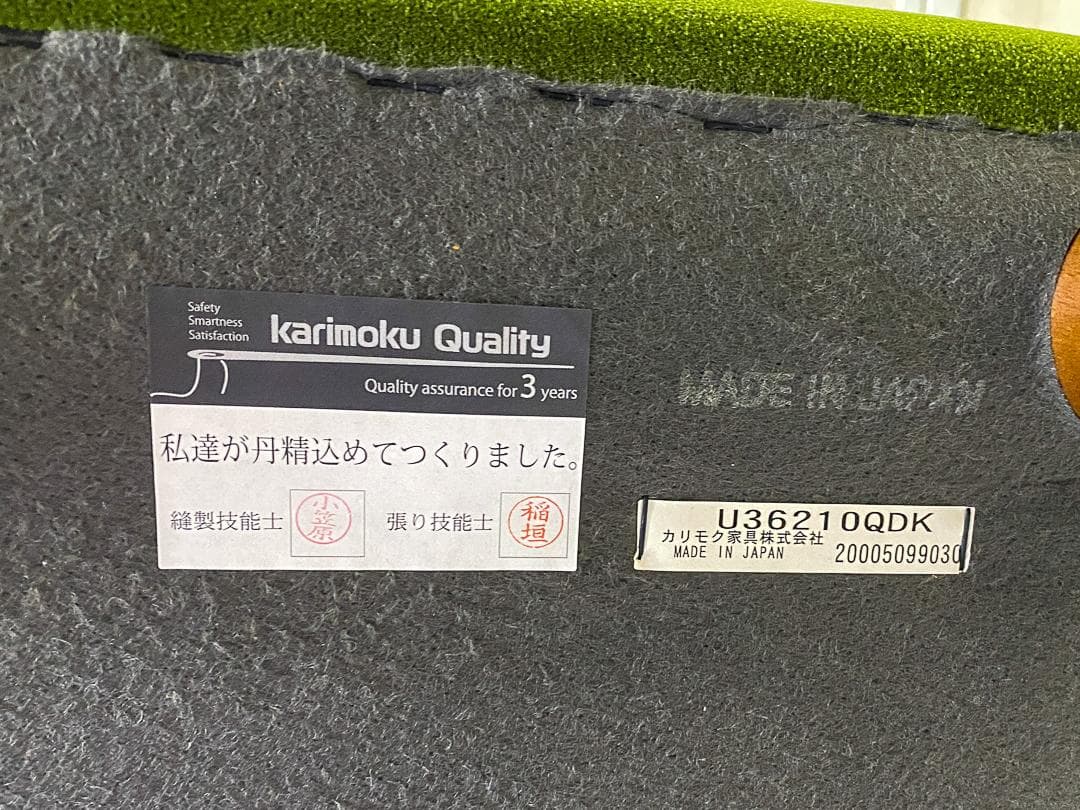 Safety
Smartness
Satisfaction
karimoku Quality
Quality assurance for 3 years
私達が丹精込めてつくりました。
縫製技能士 小笠原 張り技能士 稲垣
MADE IN JAPAN
U36210QDK
カリモク家具株式会社
MADE IN JAPAN 20005099030